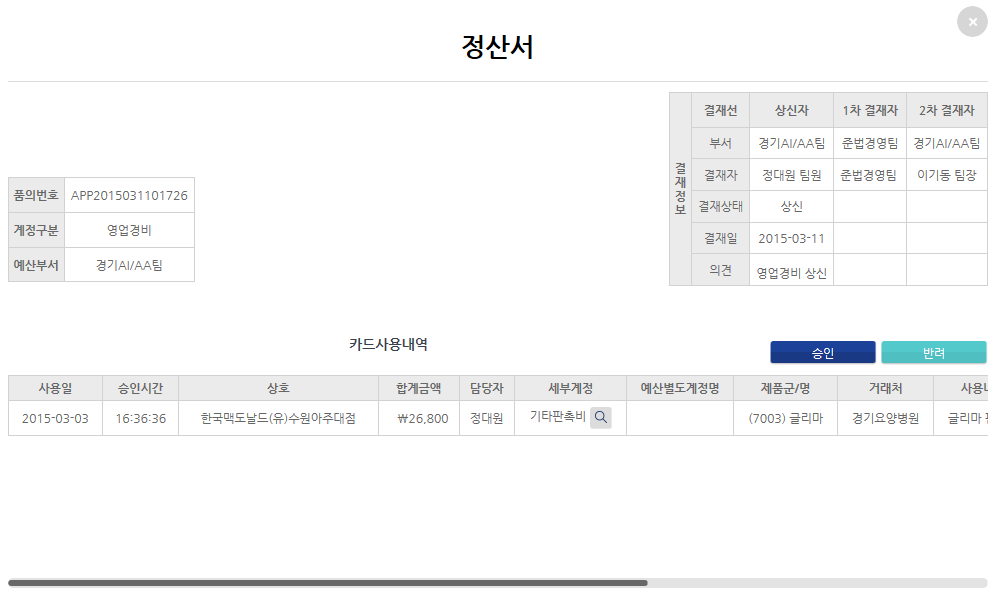 정산서
결재정보
결재선 상신자 1차 결재자 2차 결재자
부서 경기AI/AA팀 준법경영팀 경기AI/AA팀
결재자 정대원 팀원 준법경영팀 이기동 팀장
결재상태 상신
결재일 2015-03-11
의견 영업경비 상신
품의번호 APP2015031101726
계정구분 영업경비
예산부서 경기AI/AA팀
카드사용내역
승인 반려
사용일 승인시간 상호 합계금액 담당자 세부계정 예산별도계정명 제품군/명 거래처 사용내
2015-03-03 16:36:36 한국맥도날드(유)수원아주대점 ₩26,800 정대원 기타판촉비 (7003) 글리마 경기요양병원 글리마